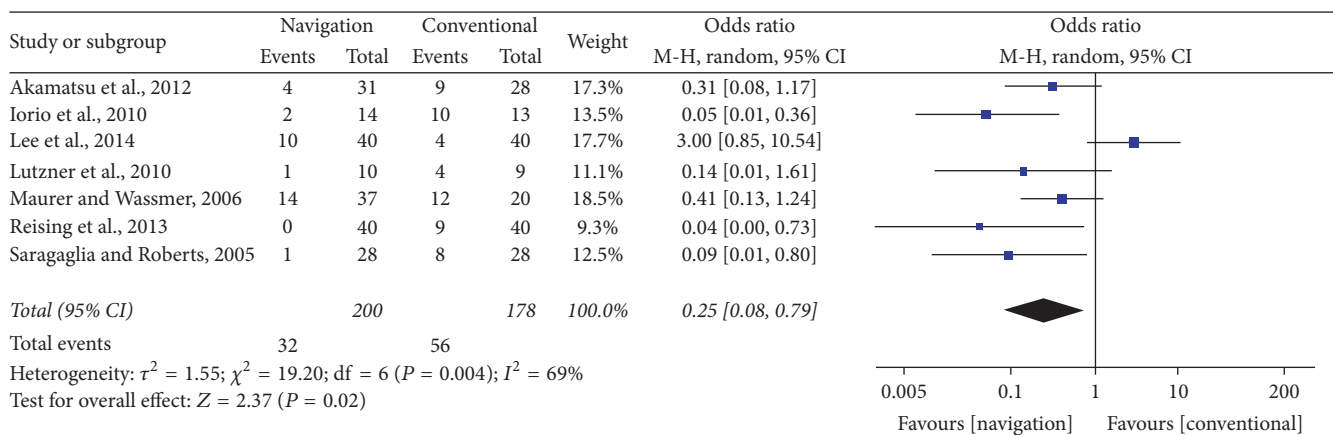 Study or subgroup Navigation Conventional Weight Odds ratio Odds ratio
Events Total Events Total M-H, random, 95% CI M-H, random, 95% CI
Akamatsu et al., 2012 4 31 9 28 17.3% 0.31 [0.08, 1.17]
Iorio et al., 2010 2 14 10 13 13.5% 0.05 [0.01, 0.36]
Lee et al., 2014 10 40 4 40 17.7% 3.00 [0.85, 10.54]
Lutzner et al., 2010 1 10 4 9 11.1% 0.14 [0.01, 1.61]
Maurer and Wassmer, 2006 14 37 12 20 18.5% 0.41 [0.13, 1.24]
Reising et al., 2013 0 40 9 40 9.3% 0.04 [0.00, 0.73]
Saragaglia and Roberts, 2005 1 28 8 28 12.5% 0.09 [0.01, 0.80]
Total (95% CI) 200 178 100.0% 0.25 [0.08, 0.79]
Total events 32 56
Heterogeneity: τ² = 1.55; χ² = 19.20; df = 6 (P = 0.004); I² = 69%
Test for overall effect: Z = 2.37 (P = 0.02)
0.005 0.1 1 10 200
Favours [navigation] Favours [conventional]